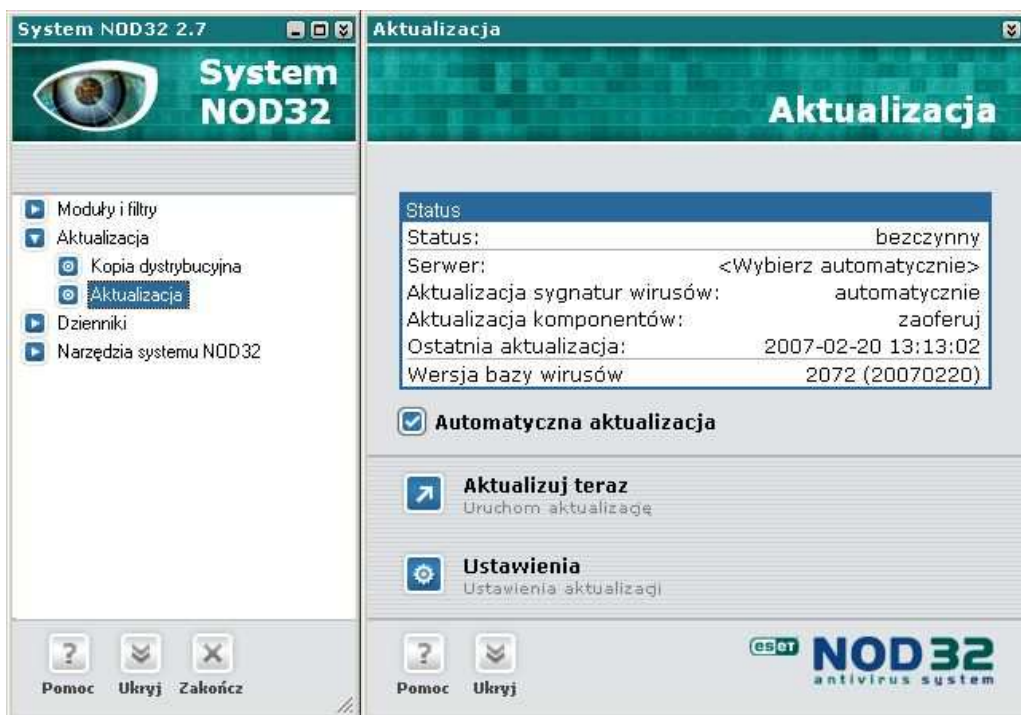 System NOD32 2.7
System
NOD32
Moduły i filtry
Aktualizacja
Kopia dystrybucyjna
Aktualizacja
Dzienniki
Narzędzia systemu NOD32
? Pomoc
Ukryj
Zakończ
Aktualizacja
Aktualizacja
Status
Status: bezczynny
Serwer: <Wybierz automatycznie>
Aktualizacja sygnatur wirusów: automatycznie
Aktualizacja komponentów: zaoferuj
Ostatnia aktualizacja: 2007-02-20 13:13:02
Wersja bazy wirusów 2072 (20070220)
Automatyczna aktualizacja
Aktualizuj teraz
Uruchom aktualizację
Ustawienia
Ustawienia aktualizacji
? Pomoc
Ukryj
eseT NOD32
antivirus system